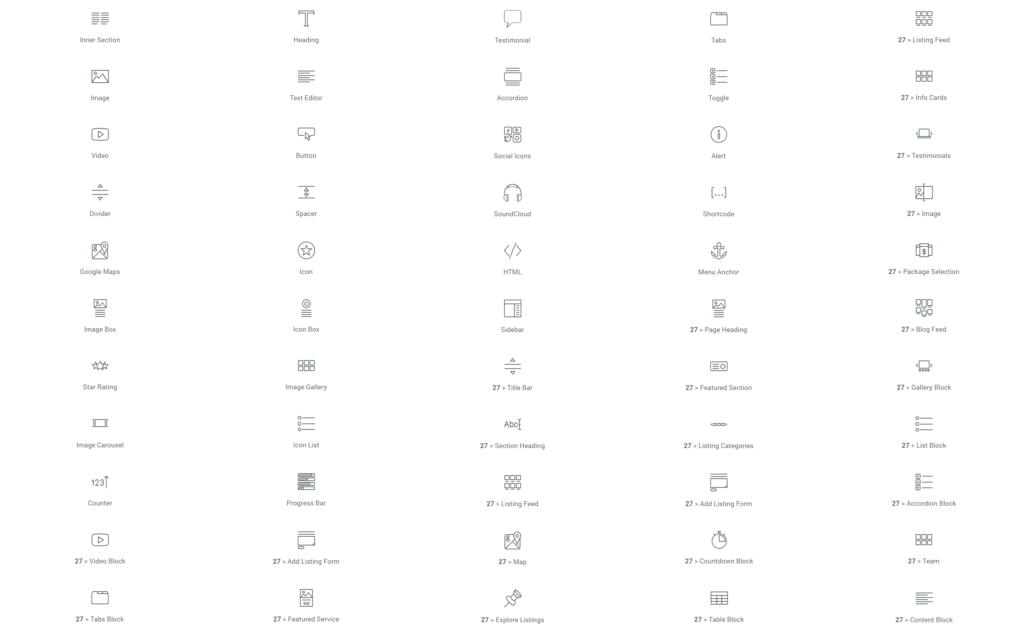 Inner Section
Heading
Testimonial
Tabs
27 > Listing Feed
Image
Text Editor
Accordion
Toggle
27 > Info Cards
Video
Button
Social Icons
Alert
27 > Testimonials
Divider
Spacer
SoundCloud
[...]
Shortcode
27 > Image
Google Maps
Icon
HTML
Menu Anchor
$
27 > Package Selection
Image Box
Icon Box
Sidebar
27 > Page Heading
27 > Blog Feed
Star Rating
Image Gallery
27 > Title Bar
27 > Featured Section
27 > Gallery Block
Image Carousel
Icon List
Abc
27 > Section Heading
27 > Listing Categories
27 > List Block
123
Counter
Progress Bar
27 > Listing Feed
27 > Add Listing Form
27 > Accordion Block
27 > Video Block
27 > Add Listing Form
27 > Map
27 > Countdown Block
27 > Team
27 > Tabs Block
27 > Featured Service
27 > Explore Listings
27 > Table Block
27 > Content Block